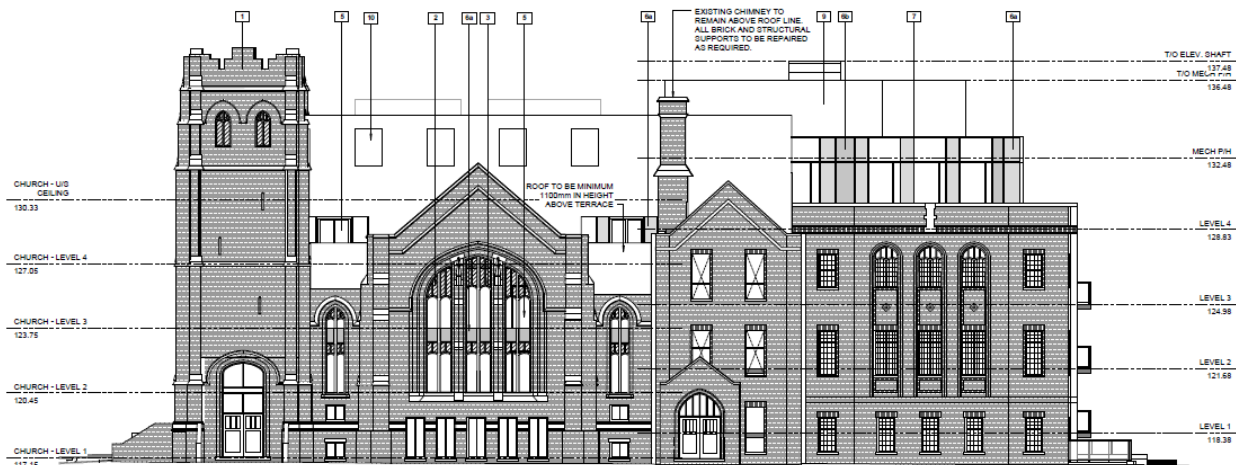 1
5
10
2
6a
3
5
6a
EXISTING CHIMNEY TO
REMAIN ABOVE ROOF LINE.
ALL BRICK AND STRUCTURAL
SUPPORTS TO BE REPAIRED
AS REQUIRED.
9
6b
7
6a
T/O ELEV. SHAFT
137.48
T/O MECH P/H
136.48
MECH P/H
132.48
CHURCH - U/S
CEILING
130.33
ROOF TO BE MINIMUM
1100mm IN HEIGHT
ABOVE TERRACE
LEVEL 4
128.83
CHURCH - LEVEL 4
127.05
LEVEL 3
124.98
CHURCH - LEVEL 3
123.75
LEVEL 2
121.68
CHURCH - LEVEL 2
120.45
LEVEL 1
118.38
CHURCH - LEVEL 1
117.15